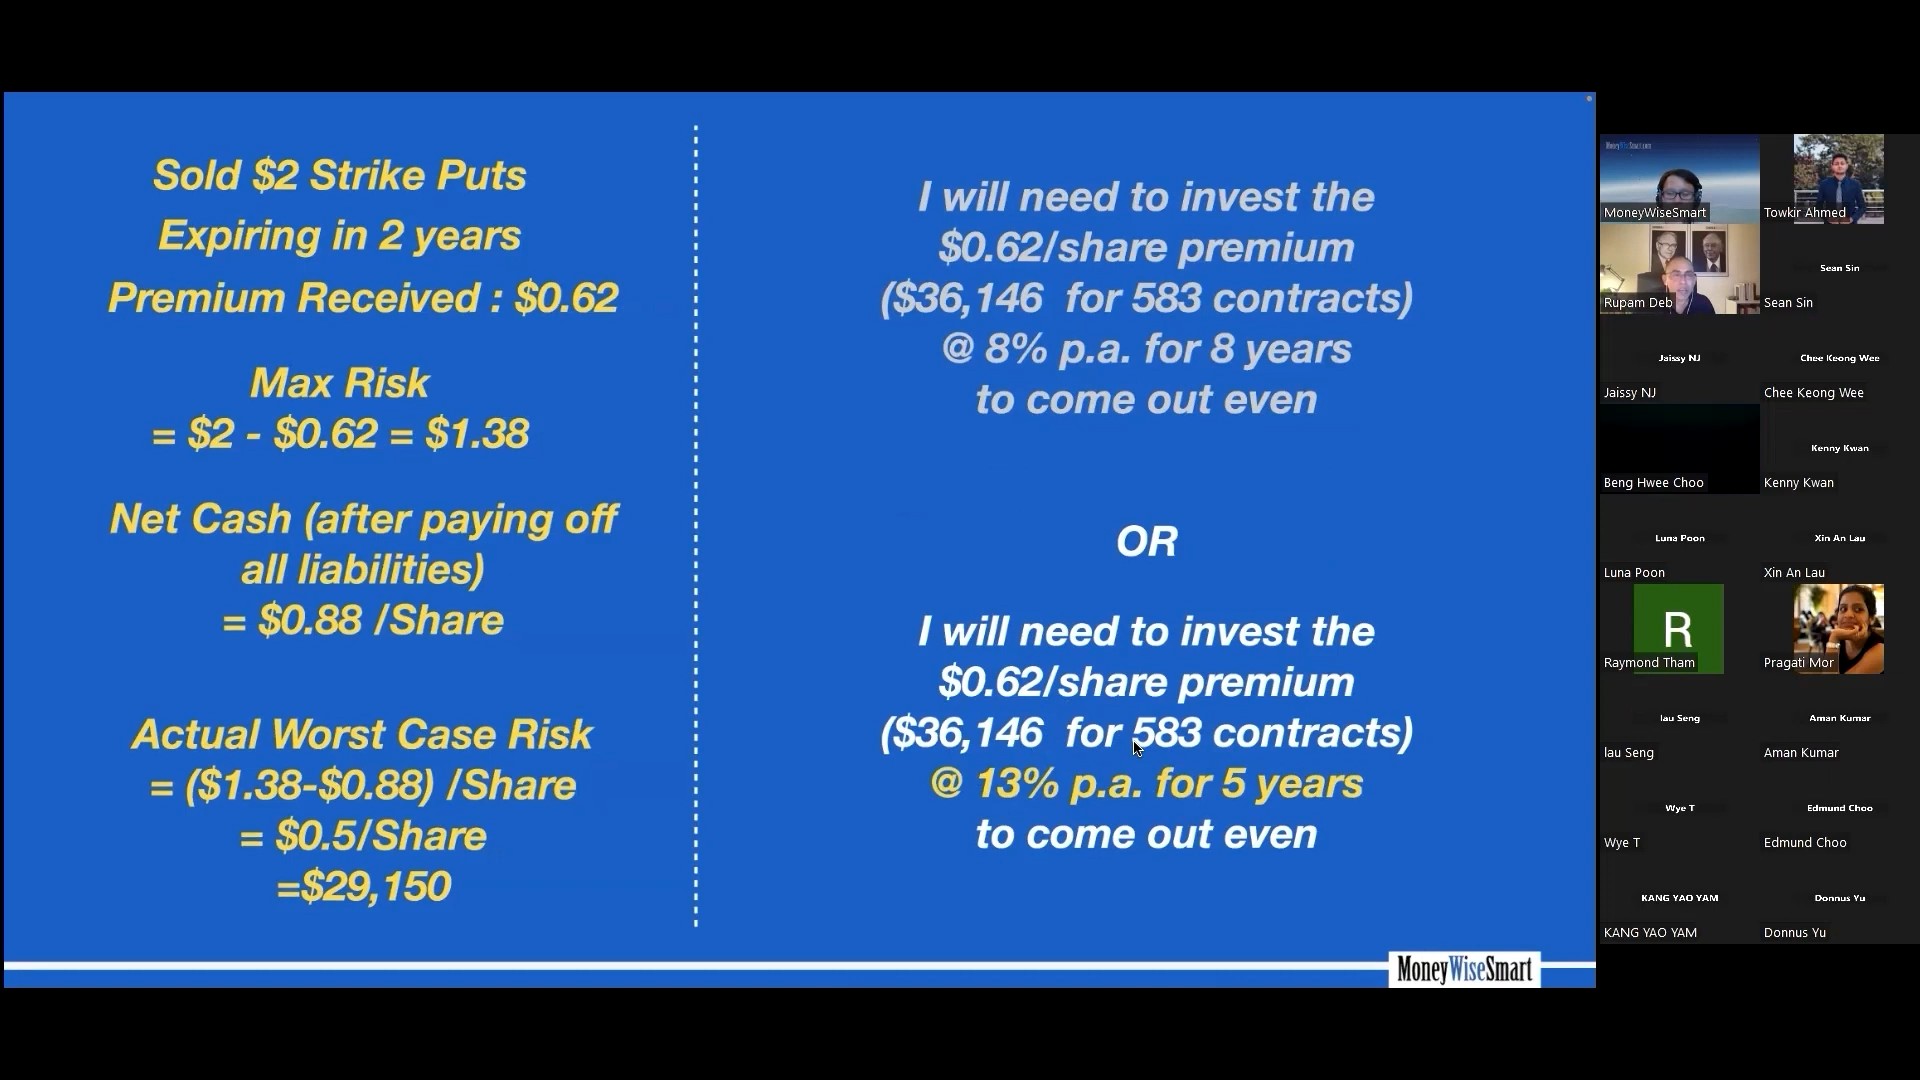 Sold $2 Strike Puts
Expiring in 2 years
Premium Received : $0.62
Max Risk
= $2 - $0.62 = $1.38
Net Cash (after paying off
all liabilities)
= $0.88 /Share
Actual Worst Case Risk
= ($1.38-$0.88) /Share
= $0.5/Share
=$29,150
I will need to invest the
$0.62/share premium
($36,146 for 583 contracts)
@ 8% p.a. for 8 years
to come out even
OR
I will need to invest the
$0.62/share premium
($36,146 for 583 contracts)
@ 13% p.a. for 5 years
to come out even
MoneyWiseSmart
MoneyWiseSmart.com
MoneyWiseSmart
Towkir Ahmed
Rupam Deb
Sean Sin
Sean Sin
Jaissy NJ
Jaissy NJ
Chee Keong Wee
Chee Keong Wee
Beng Hwee Choo
Kenny Kwan
Kenny Kwan
Luna Poon
Luna Poon
Xin An Lau
Xin An Lau
R
Raymond Tham
Pragati Mor
lau Seng
lau Seng
Aman Kumar
Aman Kumar
Wye T
Wye T
Edmund Choo
Edmund Choo
KANG YAO YAM
KANG YAO YAM
Donnus Yu
Donnus Yu